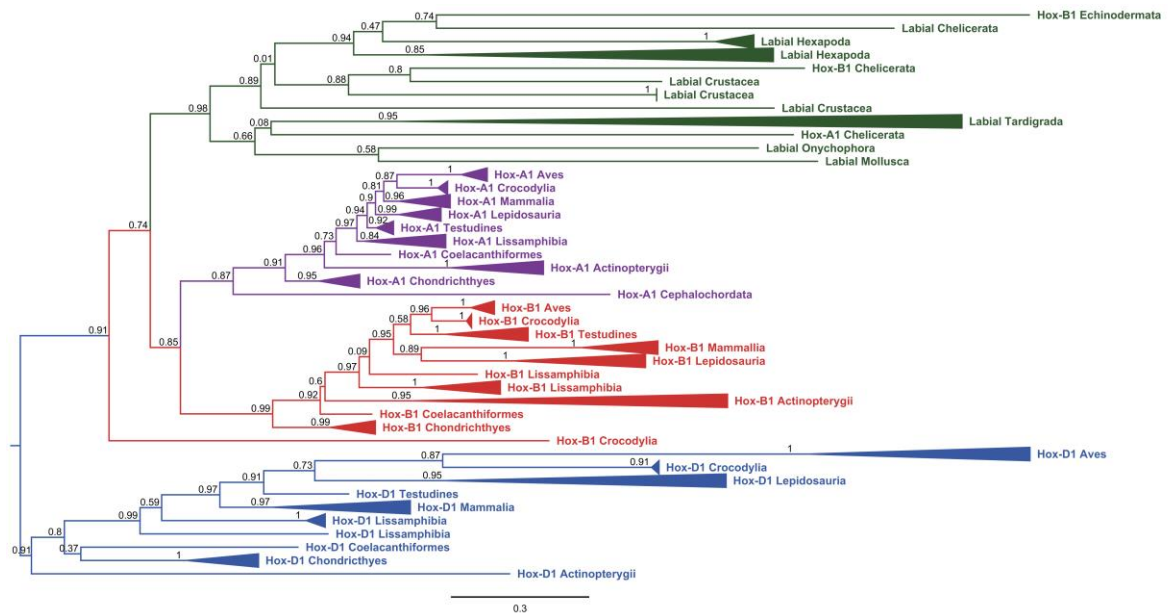 0.74 Hox-B1 Echinodermata
0.47 Labial Chelicerata
0.94 1 Labial Hexapoda
0.85 Labial Hexapoda
0.01 0.8 Hox-B1 Chelicerata
0.88 Labial Crustacea
0.89 1 Labial Crustacea
0.98 Labial Crustacea
0.95 Labial Tardigrada
0.08 Hox-A1 Chelicerata
0.66 0.58 Labial Onychophora
Labial Mollusca
0.87 1 Hox-A1 Aves
0.81 1 Hox-A1 Crocodylia
0.9 0.96 Hox-A1 Mammalia
0.94 0.99 Hox-A1 Lepidosauria
0.74 0.97 0.92 Hox-A1 Testudines
0.73 0.84 Hox-A1 Lissamphibia
0.96 Hox-A1 Coelacanthiformes
0.91 1 Hox-A1 Actinopterygii
0.87 0.95 Hox-A1 Chondrichthyes
Hox-A1 Cephalochordata
0.96 1 Hox-B1 Aves
0.58 1 Hox-B1 Crocodylia
0.91 0.95 1 Hox-B1 Testudines
0.85 0.09 0.89 1 Hox-B1 Mammallia
0.97 1 Hox-B1 Lepidosauria
0.6 Hox-B1 Lissamphibia
0.92 1 Hox-B1 Lissamphibia
0.99 0.95 Hox-B1 Actinopterygii
Hox-B1 Coelacanthiformes
0.99 Hox-B1 Chondrichthyes
Hox-B1 Crocodylia
0.87 1 Hox-D1 Aves
0.73 0.91 Hox-D1 Crocodylia
0.91 0.95 Hox-D1 Lepidosauria
0.97 Hox-D1 Testudines
0.59 0.97 Hox-D1 Mammalia
0.99 1 Hox-D1 Lissamphibia
0.8 Hox-D1 Lissamphibia
0.91 0.37 Hox-D1 Coelacanthiformes
1 Hox-D1 Chondricthyes
Hox-D1 Actinopterygii
0.3